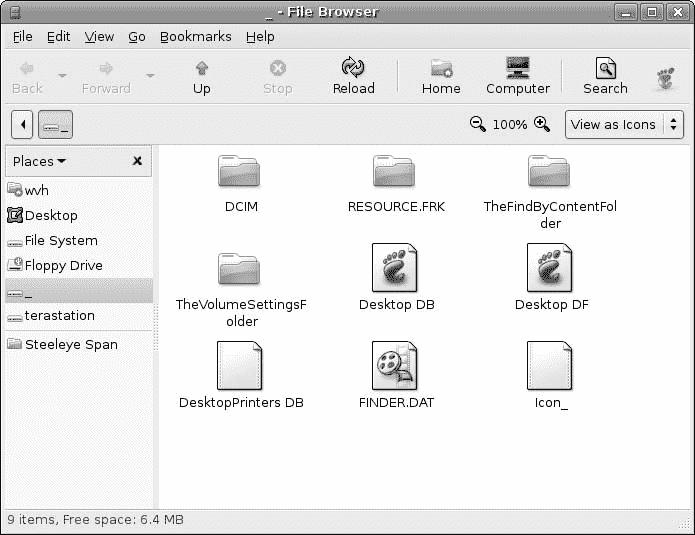 _ - File Browser
File Edit View Go Bookmarks Help
Back Forward Up Stop Reload Home Computer Search
_ 100% View as Icons
Places
wvh
Desktop
File System
Floppy Drive
_
terastation
Steeleye Span
DCIM RESOURCE.FRK TheFindByContentFol
der
TheVolumeSettingsF Desktop DB Desktop DF
older
DesktopPrinters DB FINDER.DAT Icon_
9 items, Free space: 6.4 MB